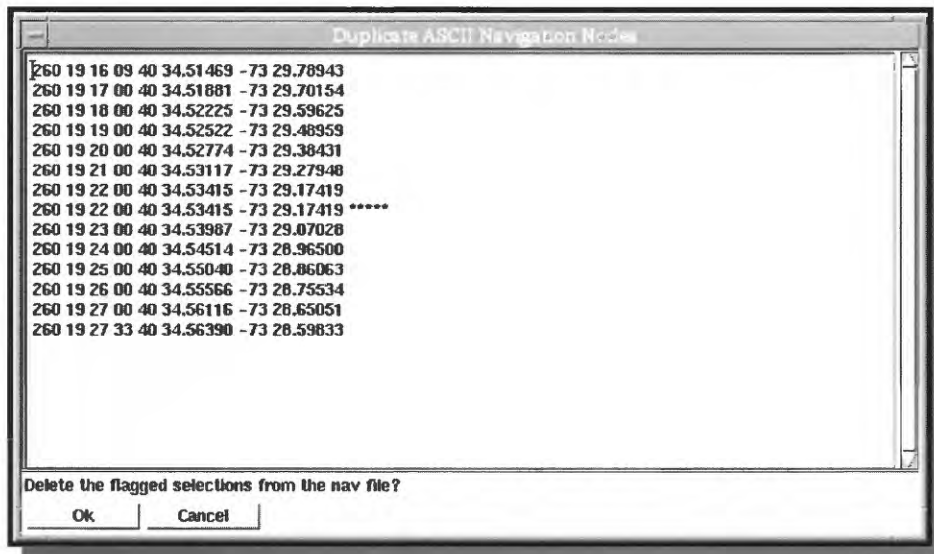 Duplicate ASCII Navigation Nodes
260 19 16 09 40 34.51469 -73 29.78943
260 19 17 00 40 34.51881 -73 29.70154
260 19 18 00 40 34.52225 -73 29.59625
260 19 19 00 40 34.52522 -73 29.48959
260 19 20 00 40 34.52774 -73 29.38431
260 19 21 00 40 34.53117 -73 29.27948
260 19 22 00 40 34.53415 -73 29.17419
260 19 22 00 40 34.53415 -73 29.17419 *****
260 19 23 00 40 34.53987 -73 29.07028
260 19 24 00 40 34.54514 -73 28.96500
260 19 25 00 40 34.55040 -73 28.86063
260 19 26 00 40 34.55566 -73 28.75534
260 19 27 00 40 34.56116 -73 28.65051
260 19 27 33 40 34.56390 -73 28.59833
Delete the flagged selections from the nav file?
Ok Cancel